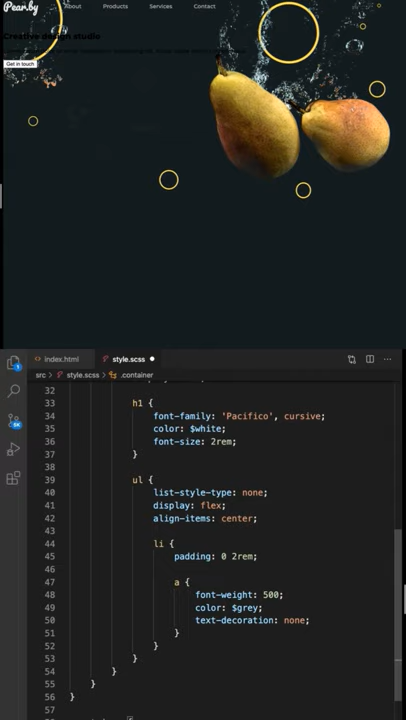 Pear.by
About Products Services Contact
Creative design studio
Get in touch
index.html style.scss
src > style.scss > .container
32
33 h1 {
34 font-family: 'Pacifico', cursive;
35 color: $white;
36 font-size: 2rem;
37 }
38
39 ul {
40 list-style-type: none;
41 display: flex;
42 align-items: center;
43
44 li {
45 padding: 0 2rem;
46
47 a {
48 font-weight: 500;
49 color: $grey;
50 text-decoration: none;
51 }
52 }
53 }
54 }
55 }
56 }
57